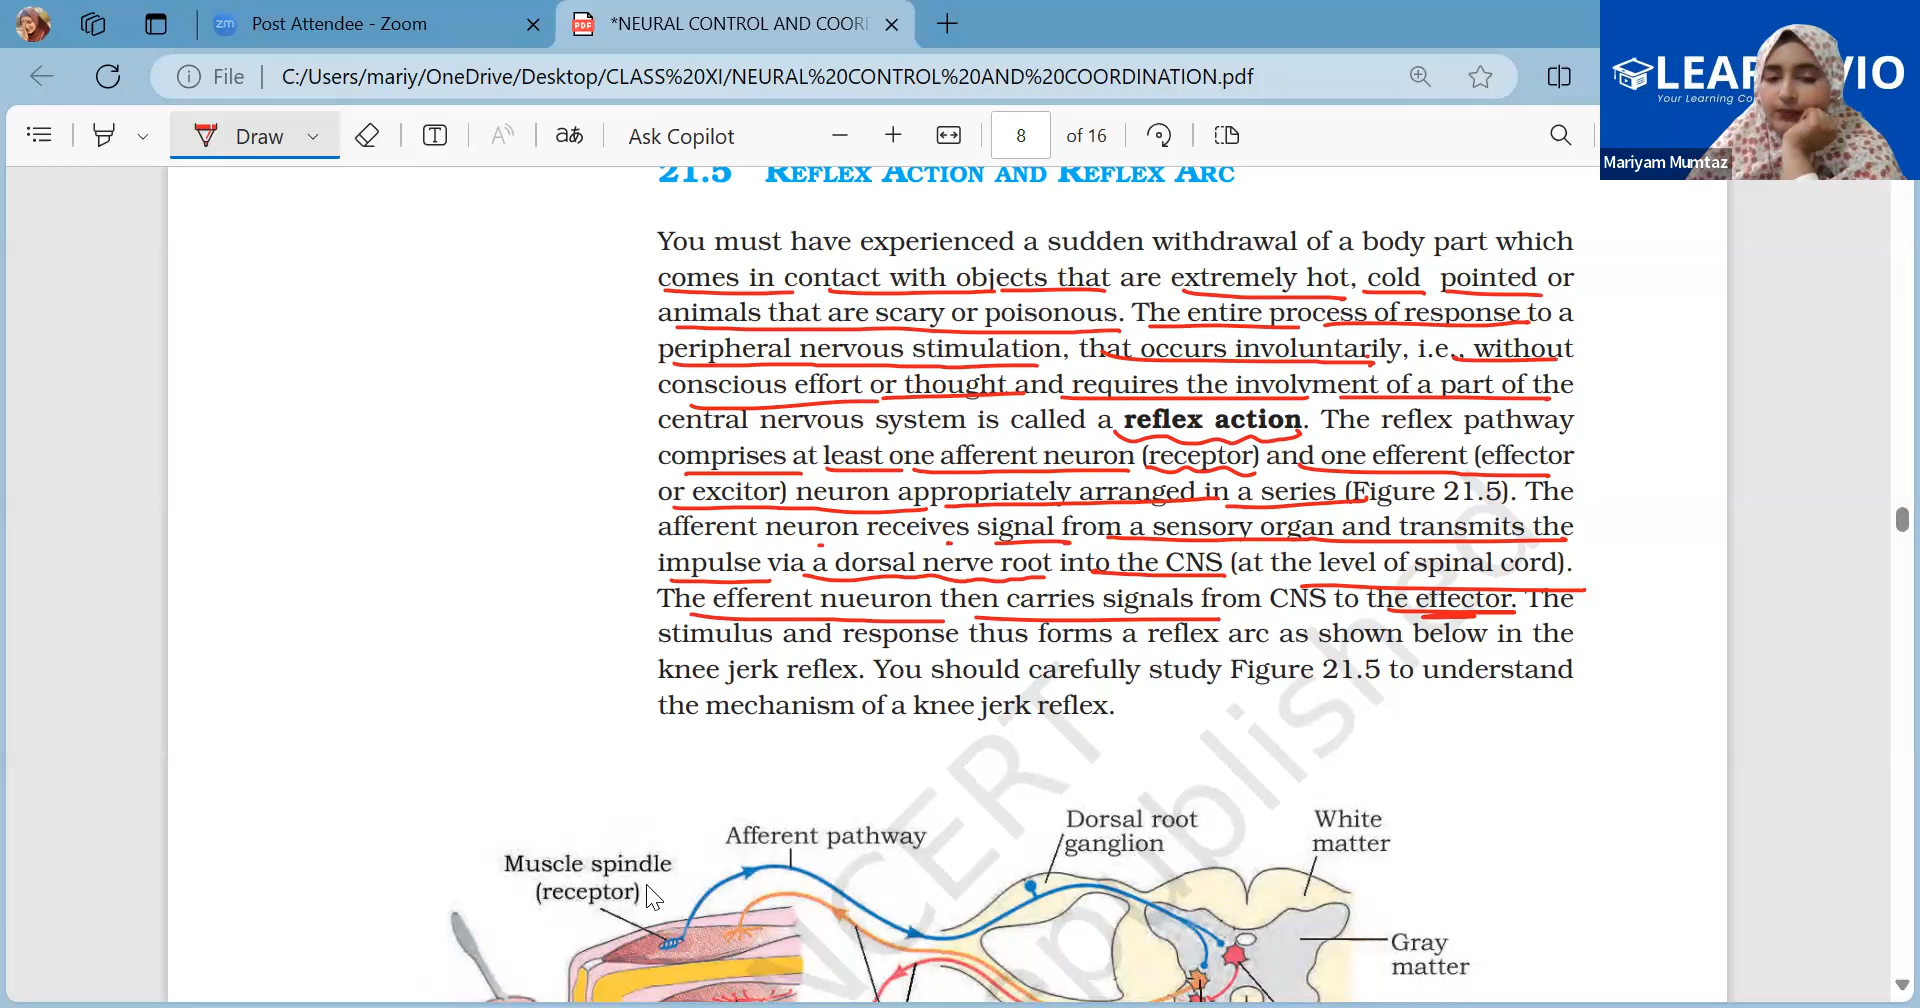 Post Attendee - Zoom
*NEURAL CONTROL AND COORD
File
C:/Users/mariy/OneDrive/Desktop/CLASS%20XI/NEURAL%20CONTROL%20AND%20COORDINATION.pdf
Draw
Ask Copilot
8 of 16
Your Learning Co
Mariyam Mumtaz
21.5 REFLEX ACTION AND REFLEX ARC
You must have experienced a sudden withdrawal of a body part which
comes in contact with objects that are extremely hot, cold pointed or
animals that are scary or poisonous. The entire process of response to a
peripheral nervous stimulation, that occurs involuntarily, i.e., without
conscious effort or thought and requires the involvment of a part of the
central nervous system is called a reflex action. The reflex pathway
comprises at least one afferent neuron (receptor) and one efferent (effector
or excitor) neuron appropriately arranged in a series (Figure 21.5). The
afferent neuron receives signal from a sensory organ and transmits the
impulse via a dorsal nerve root into the CNS (at the level of spinal cord).
The efferent nueuron then carries signals from CNS to the effector. The
stimulus and response thus forms a reflex arc as shown below in the
knee jerk reflex. You should carefully study Figure 21.5 to understand
the mechanism of a knee jerk reflex.
Afferent pathway
Dorsal root
ganglion
White
matter
Muscle spindle
(receptor)
Gray
matter